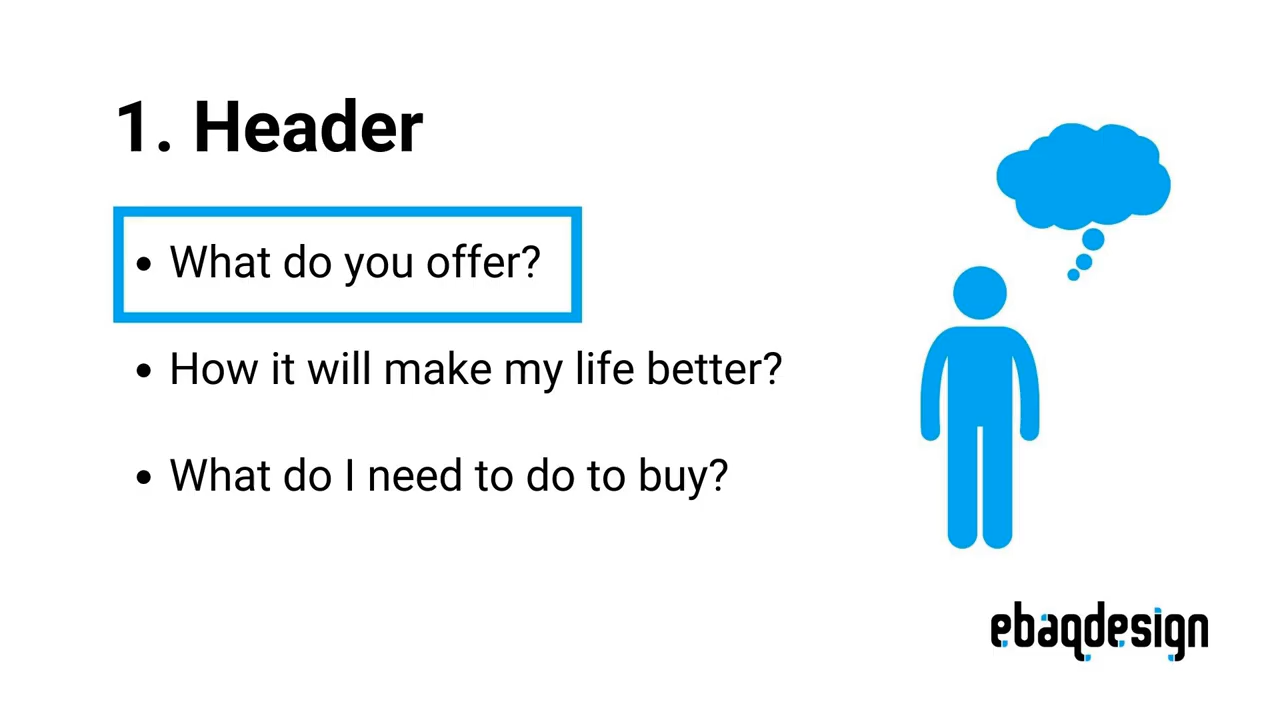 1. Header
• What do you offer?
• How it will make my life better?
• What do I need to do to buy?
ebaqdesign